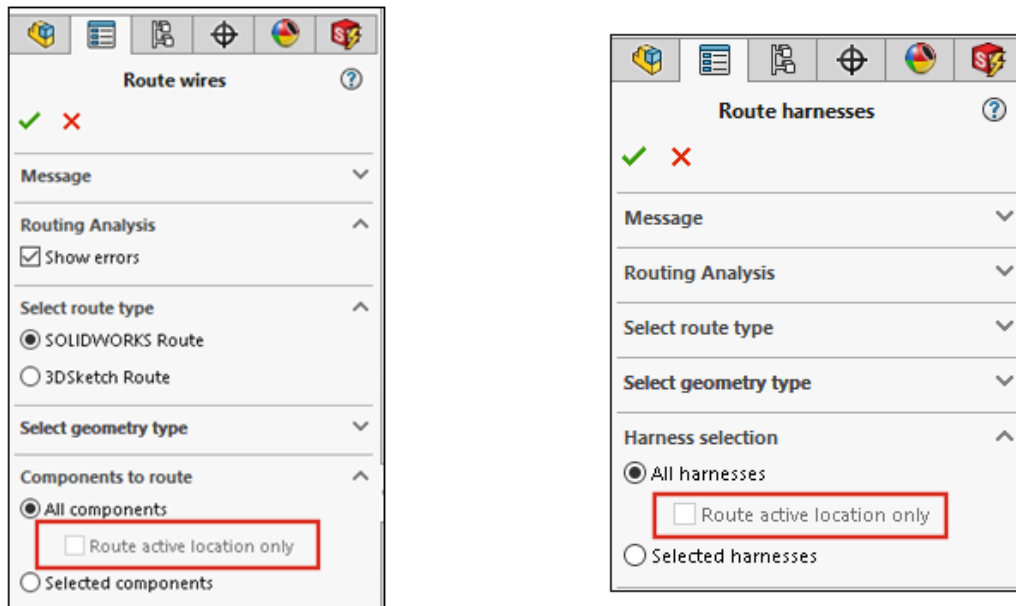 Route wires
Message
Routing Analysis
Show errors
Select route type
SOLIDWORKS Route
3DSketch Route
Select geometry type
Components to route
All components
Route active location only
Selected components
Route harnesses
Message
Routing Analysis
Select route type
Select geometry type
Harness selection
All harnesses
Route active location only
Selected harnesses